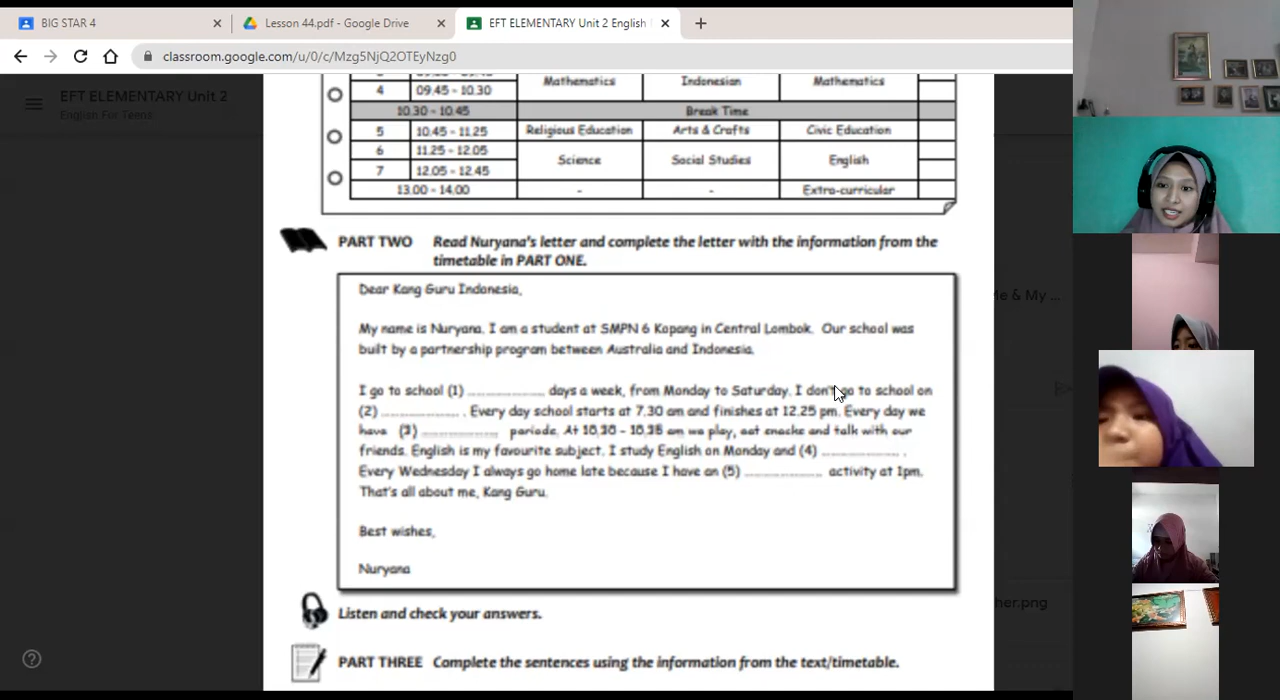 BIG STAR 4
Lesson 44.pdf - Google Drive
EFT ELEMENTARY Unit 2 English
classroom.google.com/u/0/c/Mzg5NjQ2OTEyNzg0
EFT ELEMENTARY Unit 2
English For Teens
Mathematics Indonesian Mathematics
4 09.45 - 10.30
10.30 - 10.45 Break Time
5 10.45 - 11.25 Religious Education Arts & Crafts Civic Education
6 11.25 - 12.05
Science Social Studies English
7 12.05 - 12.45
13.00 - 14.00 - - Extra-curricular
PART TWO Read Nuryana's letter and complete the letter with the information from the
timetable in PART ONE.
Dear Kang Guru Indonesia,
My name is Nuryana. I am a student at SMPN 6 Kopang in Central Lombok. Our school was
built by a partnership program between Australia and Indonesia.
I go to school (1) .................... days a week, from Monday to Saturday. I don't go to school on
(2) .................... . Every day school starts at 7.30 am and finishes at 12.25 pm. Every day we
have (3) .................... periods. At 10.30 - 10.35 am we play, eat snacks and talk with our
friends. English is my favourite subject. I study English on Monday and (4) .................... .
Every Wednesday I always go home late because I have an (5) .................... activity at 1pm.
That's all about me, Kang Guru.
Best wishes,
Nuryana
Listen and check your answers.
PART THREE Complete the sentences using the information from the text/timetable.
Me & My ...
her.png